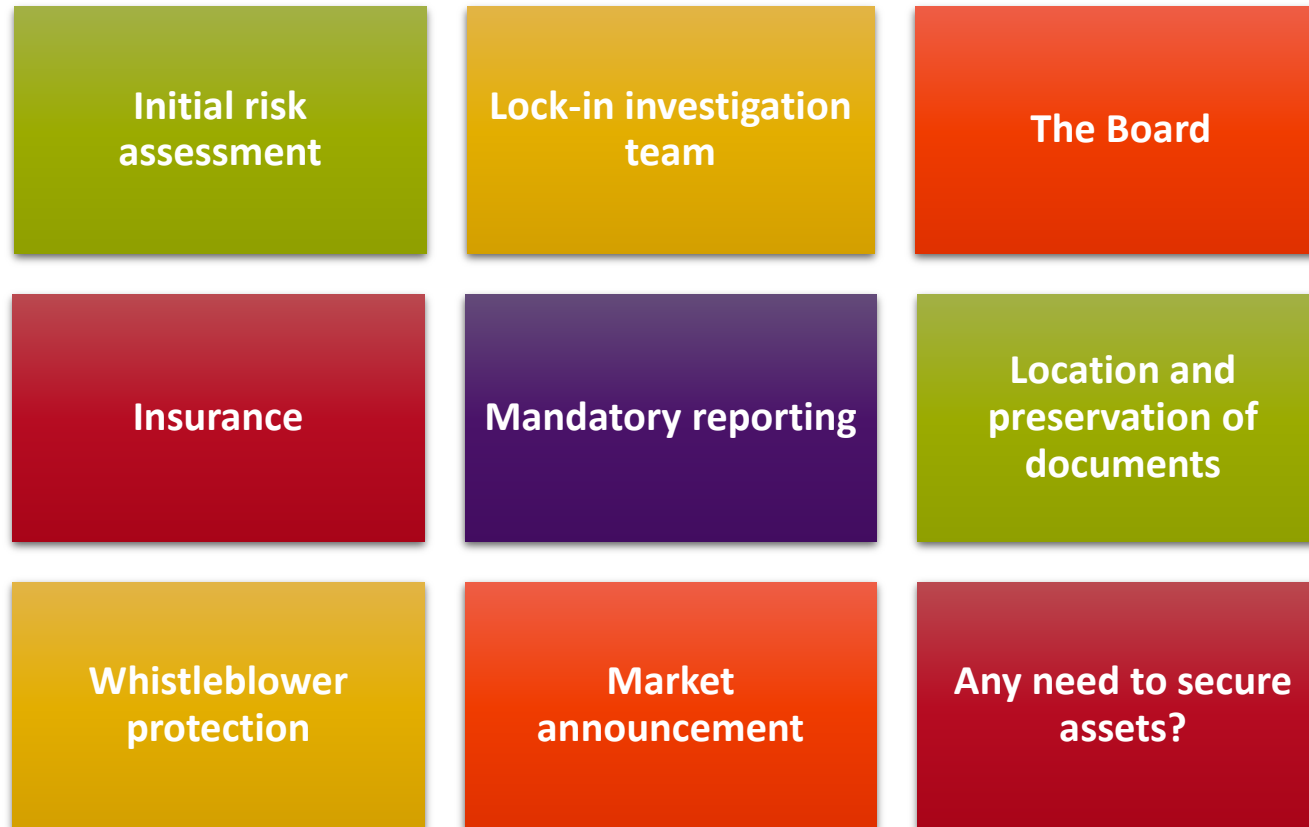 Initial risk
assessment
Lock-in investigation
team
The Board
Insurance
Mandatory reporting
Location and
preservation of
documents
Whistleblower
protection
Market
announcement
Any need to secure
assets?